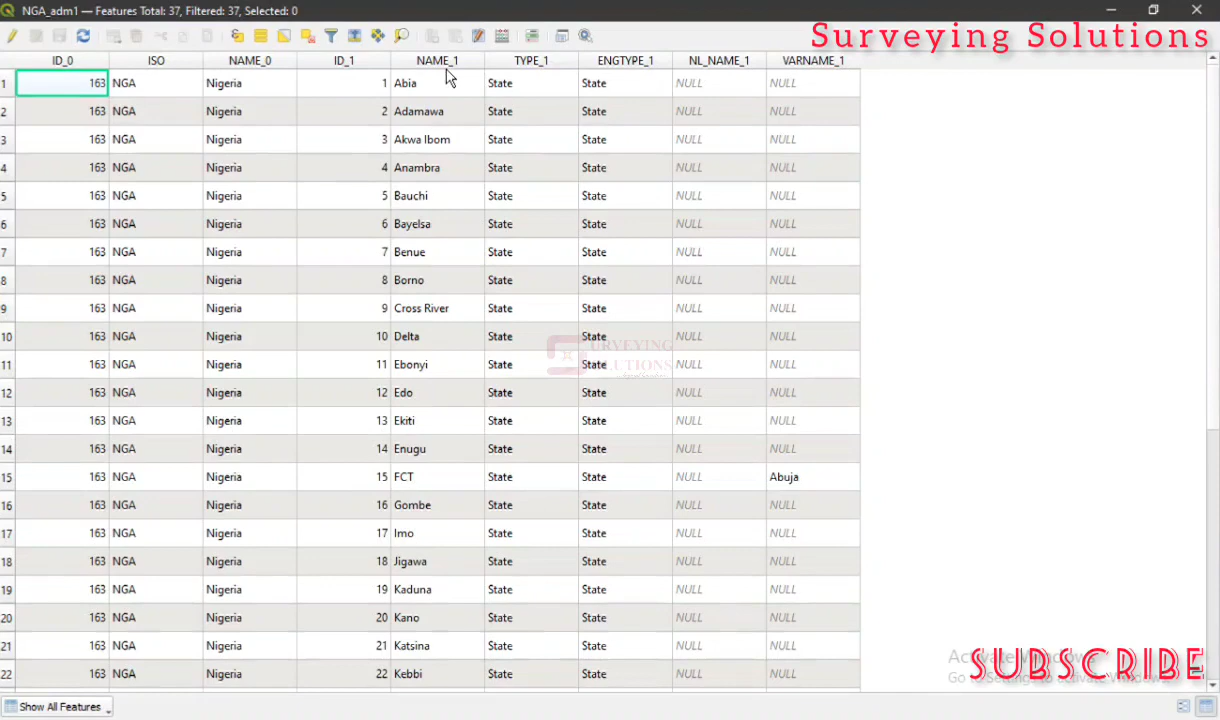 NGA_adm1 — Features Total: 37, Filtered: 37, Selected: 0
Surveying Solutions
ID_0 ISO NAME_0 ID_1 NAME_1 TYPE_1 ENGTYPE_1 NL_NAME_1 VARNAME_1
1 163 NGA Nigeria 1 Abia State State NULL NULL
2 163 NGA Nigeria 2 Adamawa State State NULL NULL
3 163 NGA Nigeria 3 Akwa Ibom State State NULL NULL
4 163 NGA Nigeria 4 Anambra State State NULL NULL
5 163 NGA Nigeria 5 Bauchi State State NULL NULL
6 163 NGA Nigeria 6 Bayelsa State State NULL NULL
7 163 NGA Nigeria 7 Benue State State NULL NULL
8 163 NGA Nigeria 8 Borno State State NULL NULL
9 163 NGA Nigeria 9 Cross River State State NULL NULL
10 163 NGA Nigeria 10 Delta State State NULL NULL
URVEYING
11 163 NGA Nigeria 11 Ebonyi State State NULL NULL
OLUTIONS
12 163 NGA Nigeria 12 Edo State State NULL NULL
13 163 NGA Nigeria 13 Ekiti State State NULL NULL
14 163 NGA Nigeria 14 Enugu State State NULL NULL
15 163 NGA Nigeria 15 FCT State State NULL Abuja
16 163 NGA Nigeria 16 Gombe State State NULL NULL
17 163 NGA Nigeria 17 Imo State State NULL NULL
18 163 NGA Nigeria 18 Jigawa State State NULL NULL
19 163 NGA Nigeria 19 Kaduna State State NULL NULL
20 163 NGA Nigeria 20 Kano State State NULL NULL
21 163 NGA Nigeria 21 Katsina State State NULL NULL
22 163 NGA Nigeria 22 Kebbi State State NULL NULL
Activate Windows
Go to Settings to activate Windows.
SUBSCRIBE
Show All Features